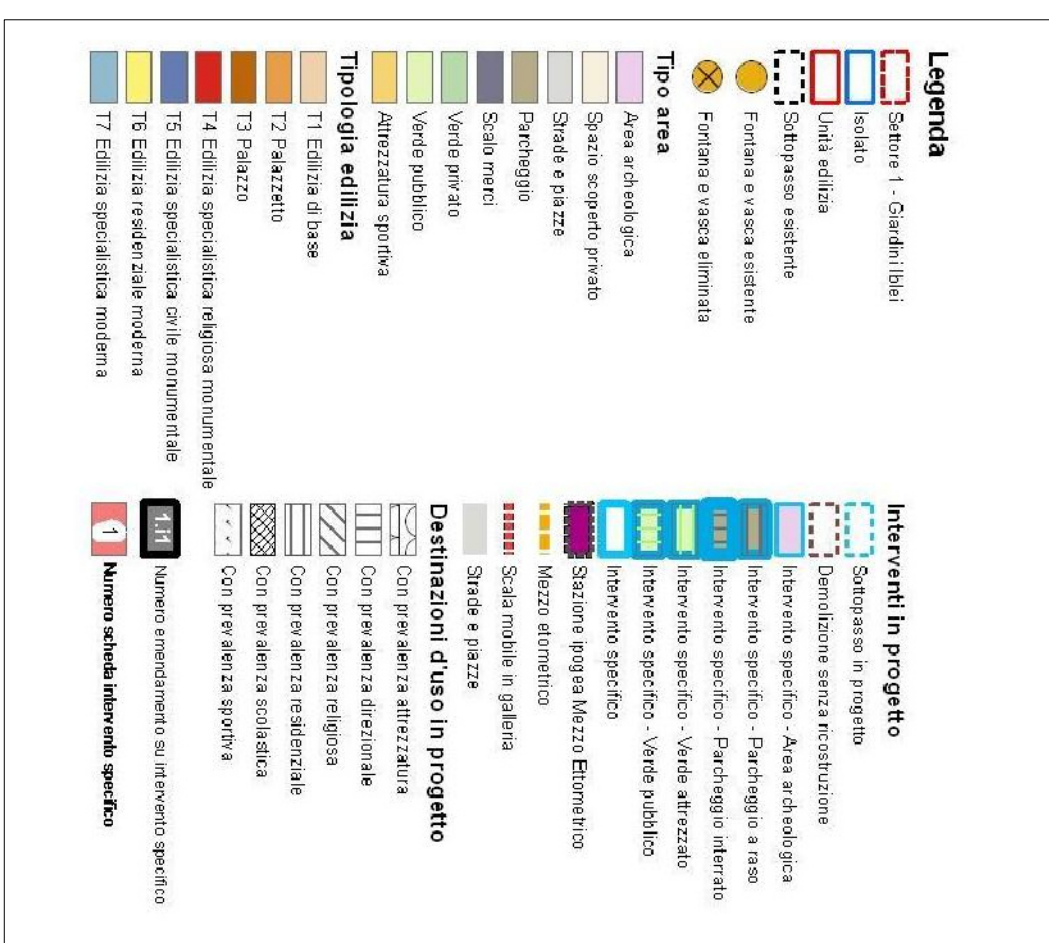 Legenda
Settore 1 - Giardini Iblei
Isolato
Unità edilizia
Sottopasso esistente
Fontana e vasca esistente
Fontana e vasca eliminata
Tipo area
Area archeologica
Spazio scoperto privato
Strade e piazze
Parcheggio
Scalo merci
Verde privato
Verde pubblico
Attrezzatura sportiva
Tipologia edilizia
T1 Edilizia di base
T2 Palazzetto
T3 Palazzo
T4 Edilizia specialistica religiosa monumentale
T5 Edilizia specialistica civile monumentale
T6 Edilizia residenziale moderna
T7 Edilizia specialistica moderna
Interventi in progetto
Sottopasso in progetto
Demolizione senza ricostruzione
Intervento specifico - Area archeologica
Intervento specifico - Parcheggio a raso
Intervento specifico - Parcheggio interrato
Intervento specifico - Verde attrezzato
Intervento specifico - Verde pubblico
Intervento specifico
Stazione ipogea Mezzo Ettometrico
Mezzo etometrico
Scala mobile in galleria
Strade e piazze
Destinazioni d'uso in progetto
Con prevalenza attrezzatura
Con prevalenza direzionale
Con prevalenza religiosa
Con prevalenza residenziale
Con prevalenza scolastica
Con prevalenza sportiva
1.i1 Numero emendamento su intervento specifico
1 Numero scheda intervento specifico